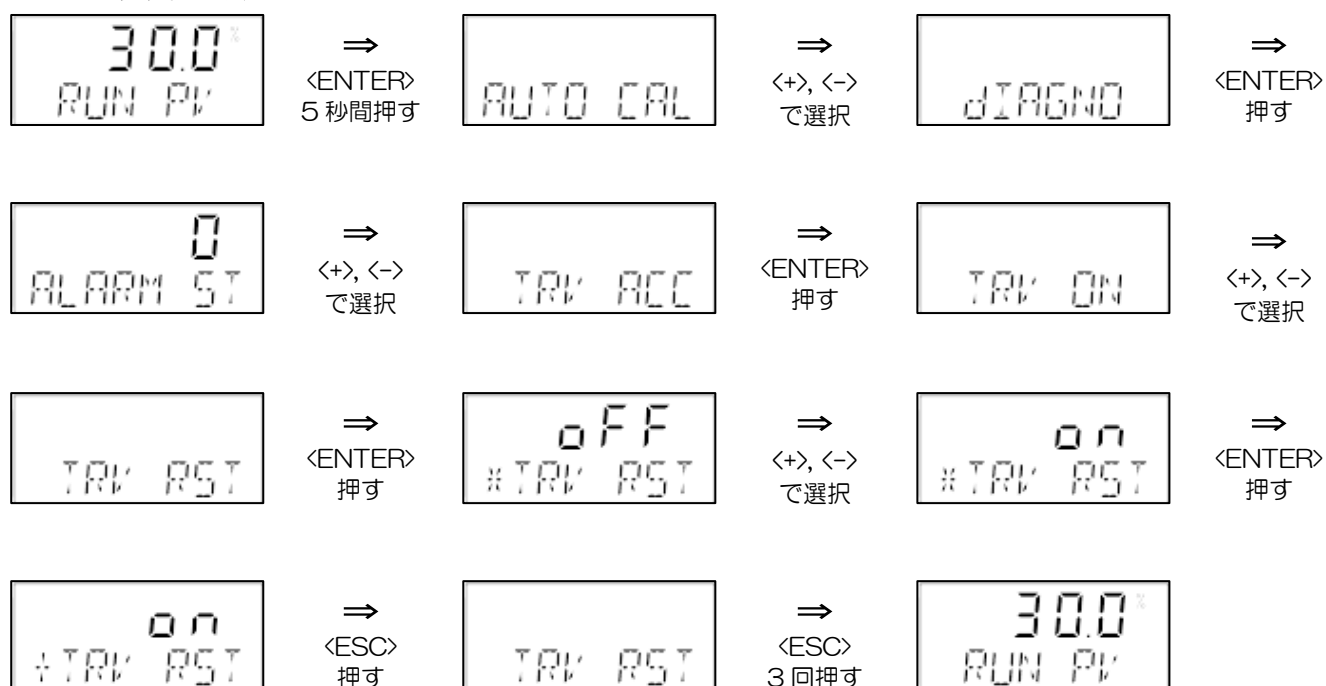 30.0%
RUN PV
⇒
<ENTER>
5秒間押す
AUTO CAL
⇒
<+>, <->
で選択
dIAGNO
⇒
<ENTER>
押す
0
ALARM ST
⇒
<+>, <->
で選択
TRV ACC
⇒
<ENTER>
押す
TRV ON
⇒
<+>, <->
で選択
TRV RST
⇒
<ENTER>
押す
oFF
*TRV RST
⇒
<+>, <->
で選択
on
*TRV RST
⇒
<ENTER>
押す
on
+TRV RST
⇒
<ESC>
押す
TRV RST
⇒
<ESC>
3回押す
30.0%
RUN PV